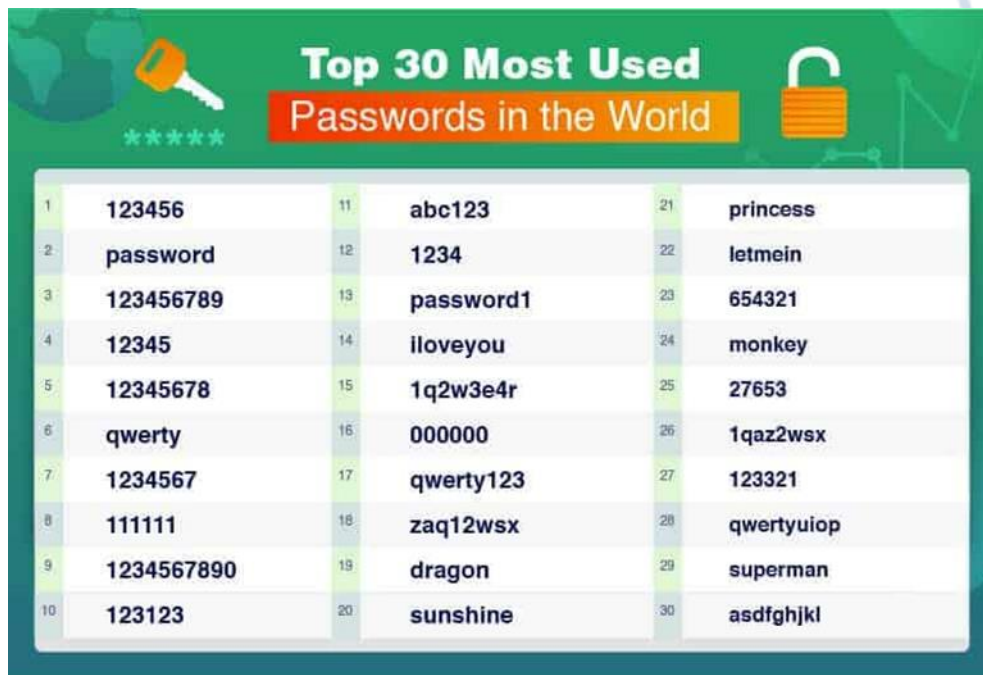 Top 30 Most Used
Passwords in the World
*****
1 123456
2 password
3 123456789
4 12345
5 12345678
6 qwerty
7 1234567
8 111111
9 1234567890
10 123123
11 abc123
12 1234
13 password1
14 iloveyou
15 1q2w3e4r
16 000000
17 qwerty123
18 zaq12wsx
19 dragon
20 sunshine
21 princess
22 letmein
23 654321
24 monkey
25 27653
26 1qaz2wsx
27 123321
28 qwertyuiop
29 superman
30 asdfghjkl